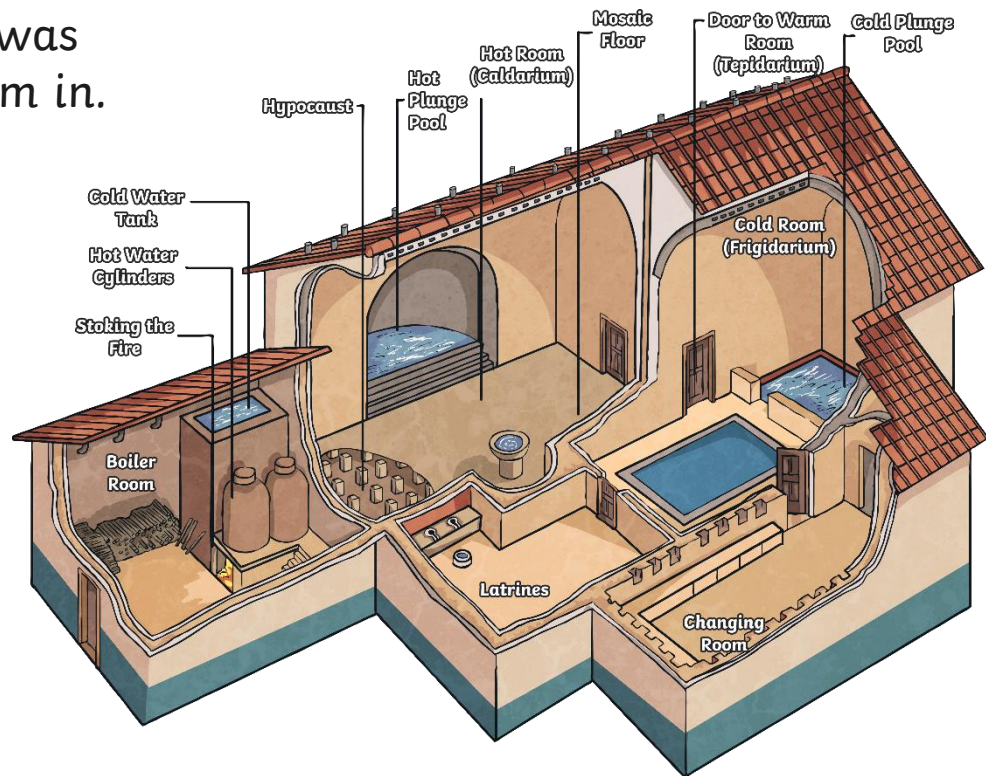 was
m in.
Mosaic
Floor
Door to Warm
Room
(Tepidarium)
Cold Plunge
Pool
Hot Room
(Caldarium)
Hot
Plunge
Pool
Hypocaust
Cold Water
Tank
Hot Water
Cylinders
Stoking the
Fire
Cold Room
(Frigidarium)
Boiler
Room
Latrines
Changing
Room